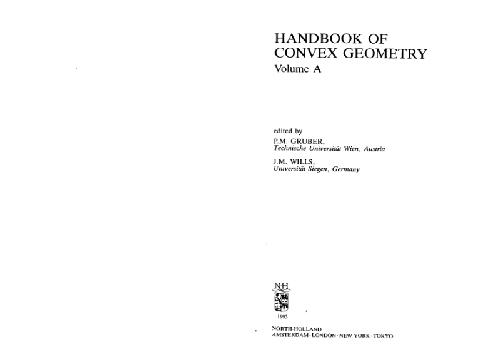 HANDBOOK OF
CONVEX GEOMETRY
Volume A
edited by
P.M. GRUBER,
Technische Universität Wien, Austria
J.M. WILLS,
Universität Siegen, Germany
N·H
1993
NORTH-HOLLAND
AMSTERDAM · LONDON · NEW YORK · TOKYO